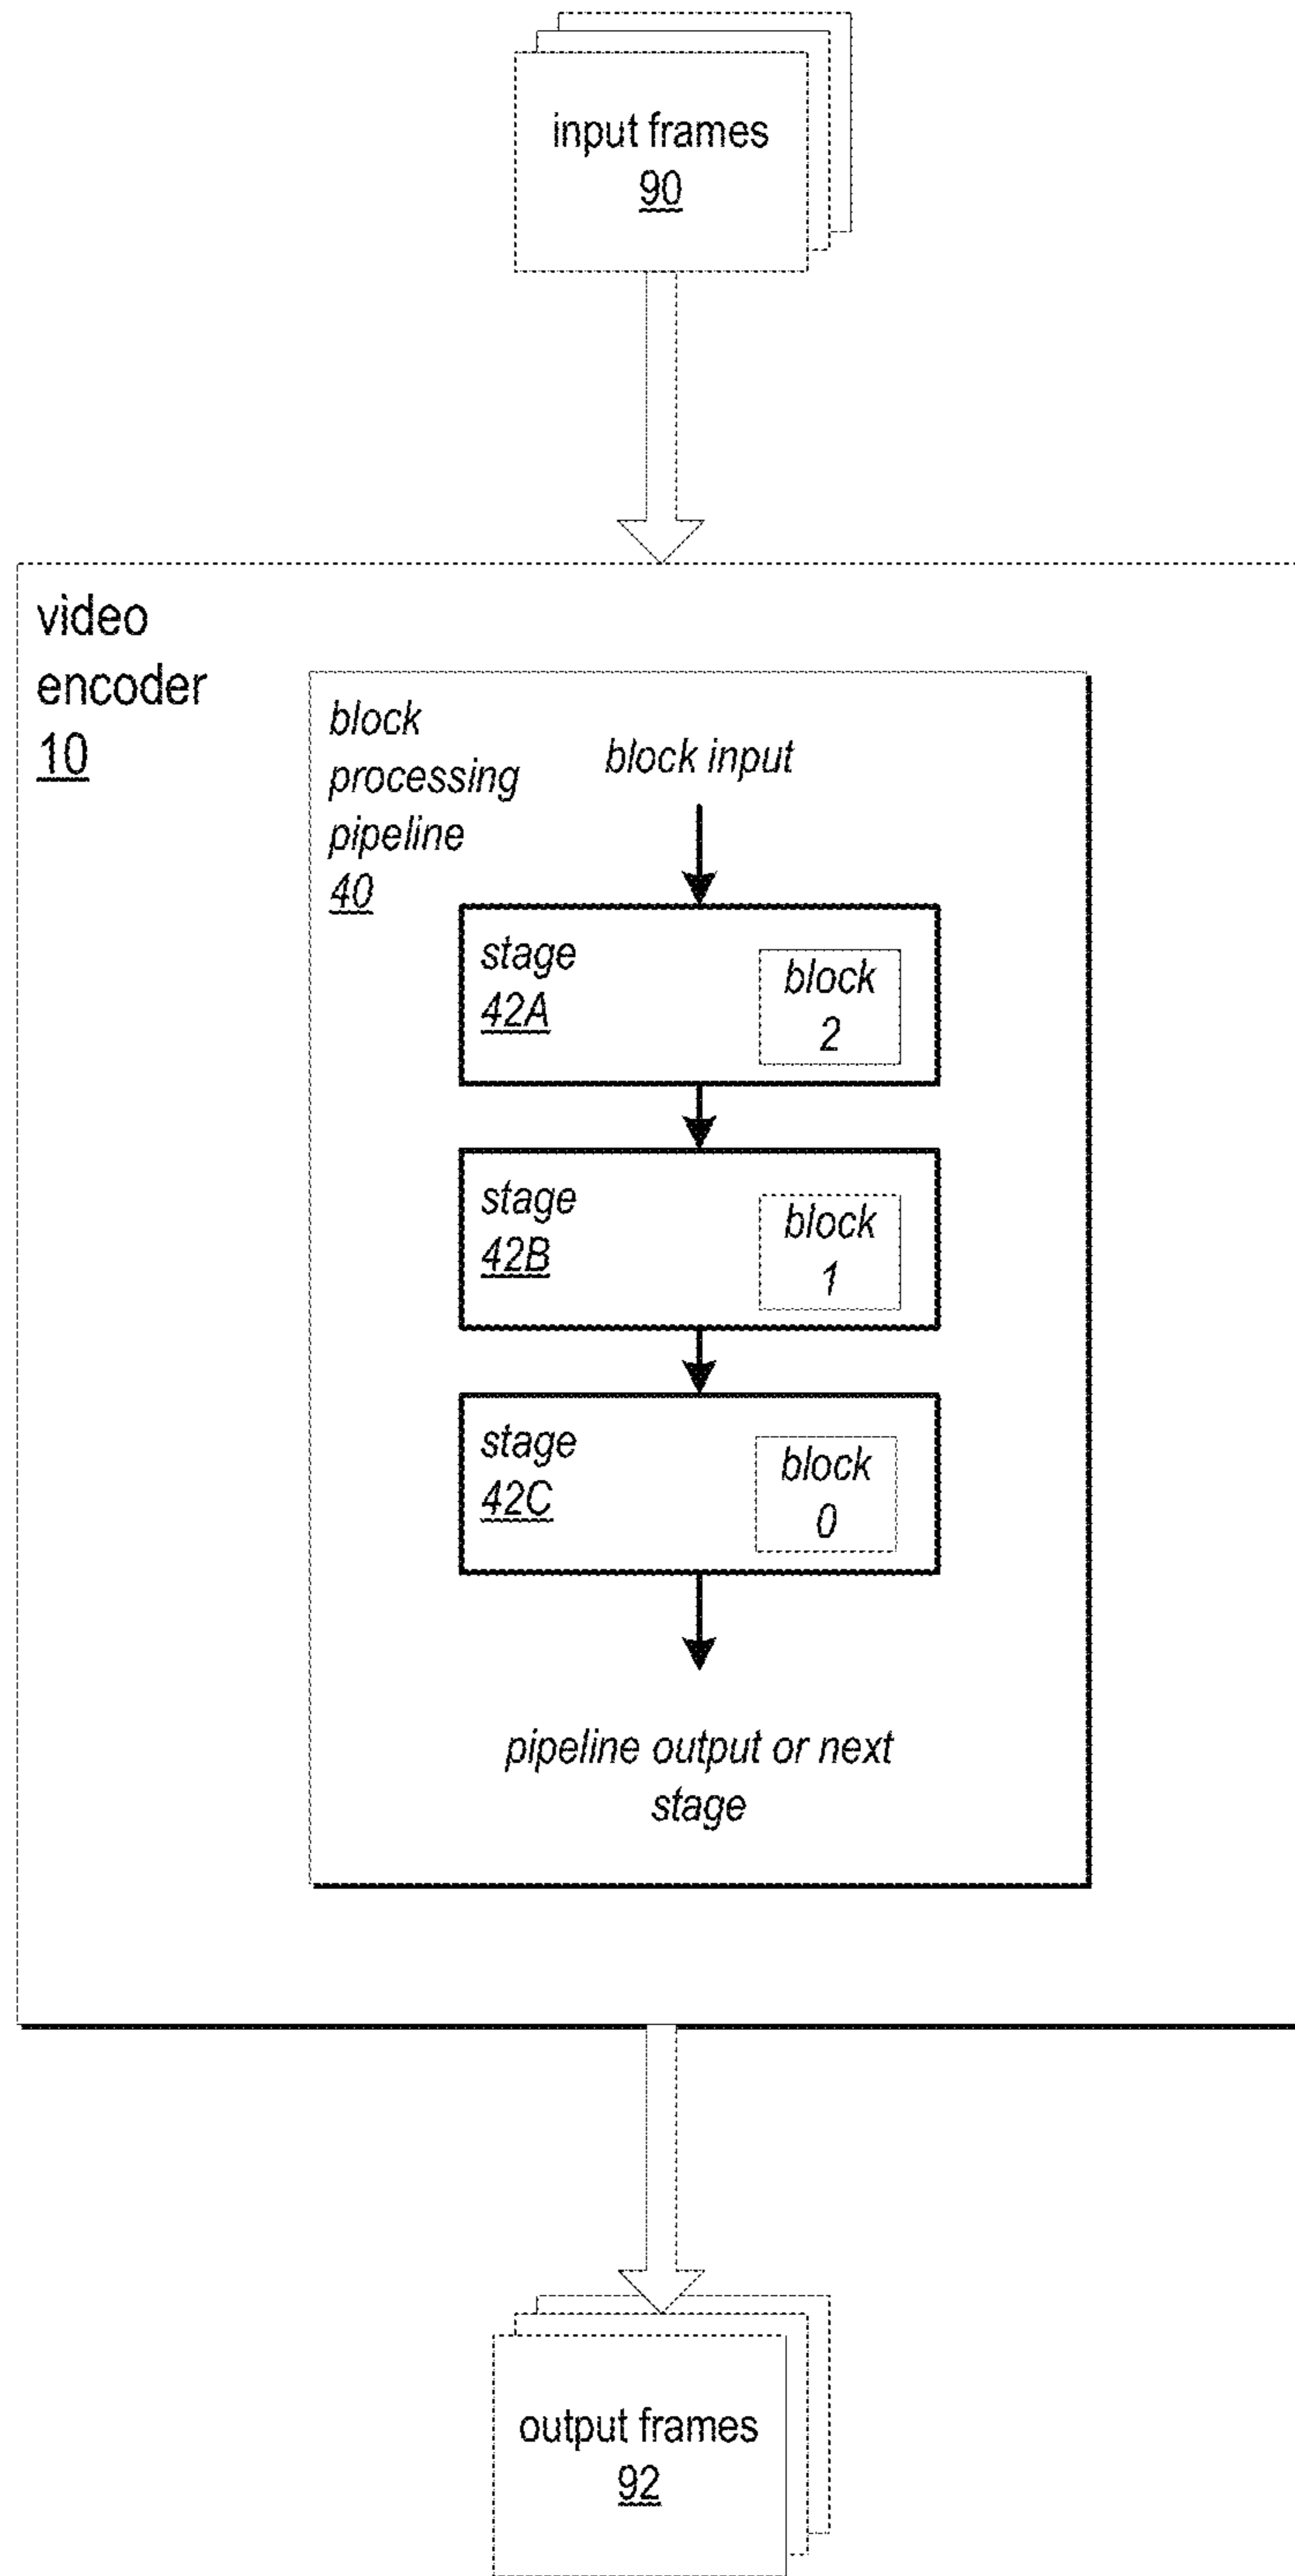 input frames
90
video
encoder
10
block
processing
pipeline
40
block input
stage
42A
block
2
stage
42B
block
1
stage
42C
block
0
pipeline output or next
stage
output frames
92